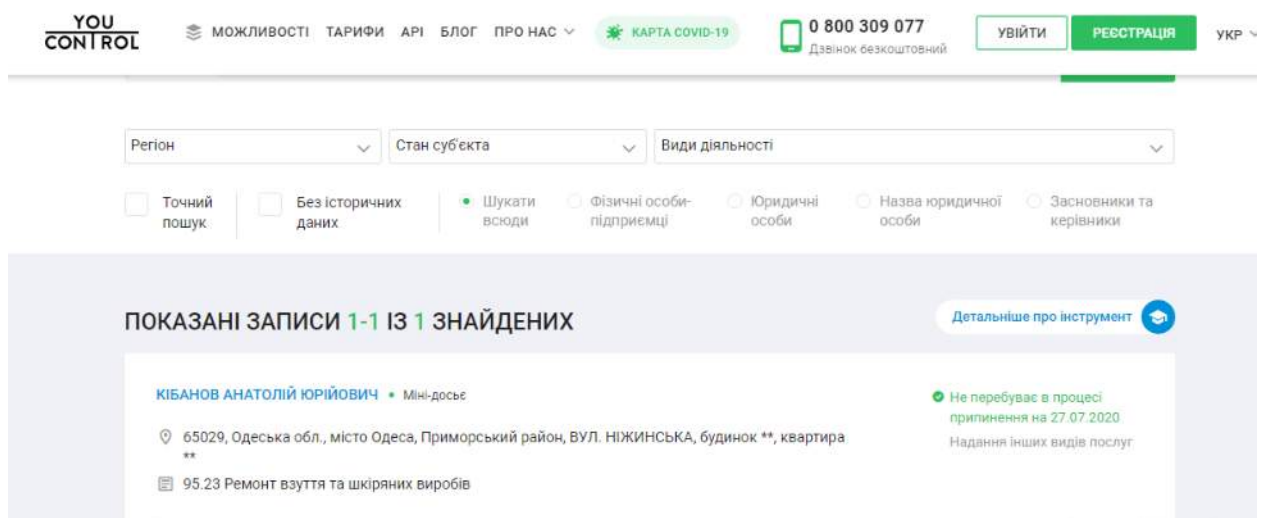 YOU
CONTROL
МОЖЛИВОСТІ ТАРИФИ API БЛОГ ПРО НАС КАРТА COVID-19 0 800 309 077 УВІЙТИ РЕЄСТРАЦІЯ УКР
Дзвінок безкоштовний
Регіон Стан суб'єкта Види діяльності
Точний Без історичних Шукати Фізичні особи- Юридичні Назва юридичної Засновники та
пошук даних всюди підприємці особи особи керівники
ПОКАЗАНІ ЗАПИСИ 1-1 ІЗ 1 ЗНАЙДЕНИХ Детальніше про інструмент
КІБАНОВ АНАТОЛІЙ ЮРІЙОВИЧ • Міні-досьє Не перебуває в процесі
припинення на 27.07.2020
65029, Одеська обл., місто Одеса, Приморський район, ВУЛ. НІЖИНСЬКА, будинок **, квартира Надання інших видів послуг
**
95.23 Ремонт взуття та шкіряних виробів